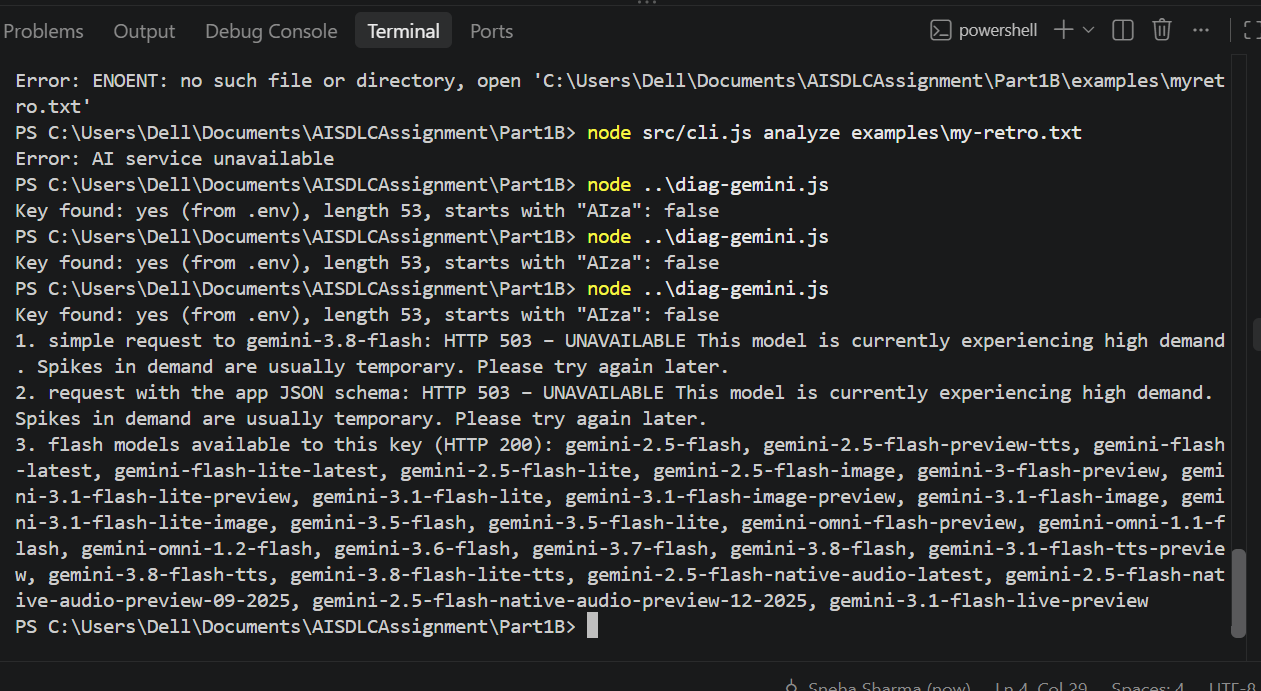 Problems Output Debug Console Terminal Ports powershell
Error: ENOENT: no such file or directory, open 'C:\Users\Dell\Documents\AISDLCAssignment\Part1B\examples\myret
ro.txt'
PS C:\Users\Dell\Documents\AISDLCAssignment\Part1B> node src/cli.js analyze examples\my-retro.txt
Error: AI service unavailable
PS C:\Users\Dell\Documents\AISDLCAssignment\Part1B> node ..\diag-gemini.js
Key found: yes (from .env), length 53, starts with "AIza": false
PS C:\Users\Dell\Documents\AISDLCAssignment\Part1B> node ..\diag-gemini.js
Key found: yes (from .env), length 53, starts with "AIza": false
PS C:\Users\Dell\Documents\AISDLCAssignment\Part1B> node ..\diag-gemini.js
Key found: yes (from .env), length 53, starts with "AIza": false
1. simple request to gemini-3.8-flash: HTTP 503 – UNAVAILABLE This model is currently experiencing high demand
. Spikes in demand are usually temporary. Please try again later.
2. request with the app JSON schema: HTTP 503 – UNAVAILABLE This model is currently experiencing high demand.
Spikes in demand are usually temporary. Please try again later.
3. flash models available to this key (HTTP 200): gemini-2.5-flash, gemini-2.5-flash-preview-tts, gemini-flash
-latest, gemini-flash-lite-latest, gemini-2.5-flash-lite, gemini-2.5-flash-image, gemini-3-flash-preview, gemi
ni-3.1-flash-lite-preview, gemini-3.1-flash-lite, gemini-3.1-flash-image-preview, gemini-3.1-flash-image, gemi
ni-3.1-flash-lite-image, gemini-3.5-flash, gemini-3.5-flash-lite, gemini-omni-flash-preview, gemini-omni-1.1-f
lash, gemini-omni-1.2-flash, gemini-3.6-flash, gemini-3.7-flash, gemini-3.8-flash, gemini-3.1-flash-tts-previe
w, gemini-3.8-flash-tts, gemini-3.8-flash-lite-tts, gemini-2.5-flash-native-audio-latest, gemini-2.5-flash-nat
ive-audio-preview-09-2025, gemini-2.5-flash-native-audio-preview-12-2025, gemini-3.1-flash-live-preview
PS C:\Users\Dell\Documents\AISDLCAssignment\Part1B>
Sneha Sharma (now) Ln 4, Col 29 Spaces: 4 UTF-8